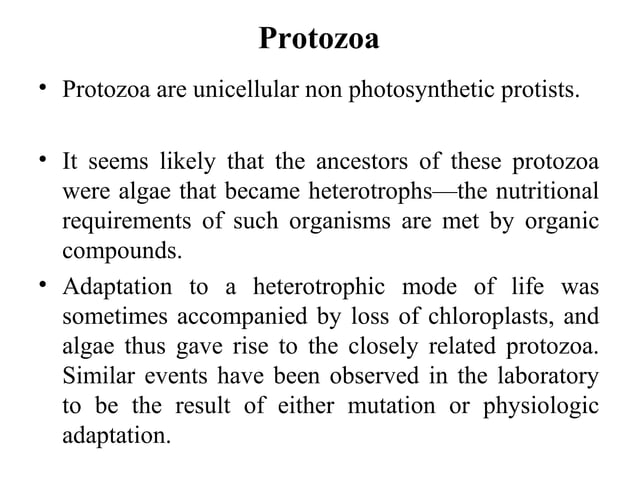 Protozoa
• Protozoa are unicellular non photosynthetic protists.
• It seems likely that the ancestors of these protozoa
were algae that became heterotrophs—the nutritional
requirements of such organisms are met by organic
compounds.
• Adaptation to a heterotrophic mode of life was
sometimes accompanied by loss of chloroplasts, and
algae thus gave rise to the closely related protozoa.
Similar events have been observed in the laboratory
to be the result of either mutation or physiologic
adaptation.